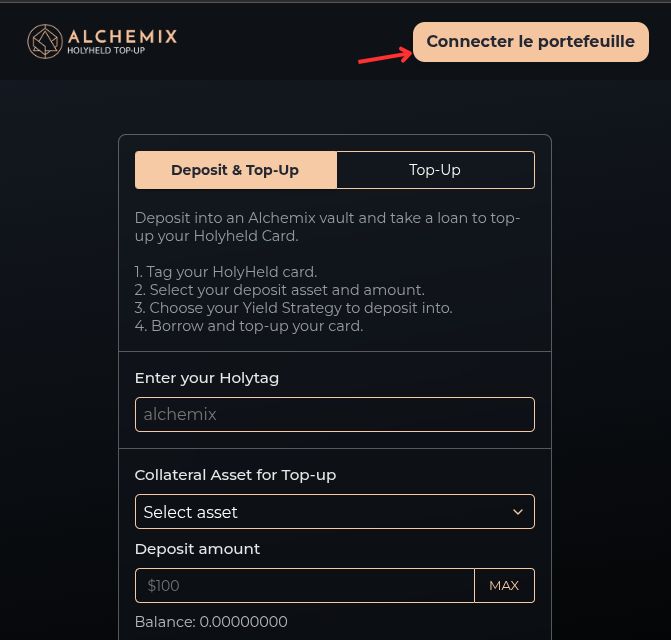 ALCHEMIX
HOLYHELD TOP-UP
Connecter le portefeuille
Deposit & Top-Up
Top-Up
Deposit into an Alchemix vault and take a loan to top-
up your Holyheld Card.
1. Tag your HolyHeld card.
2. Select your deposit asset and amount.
3. Choose your Yield Strategy to deposit into.
4. Borrow and top-up your card.
Enter your Holytag
alchemix
Collateral Asset for Top-up
Select asset
Deposit amount
$100
MAX
Balance: 0.00000000